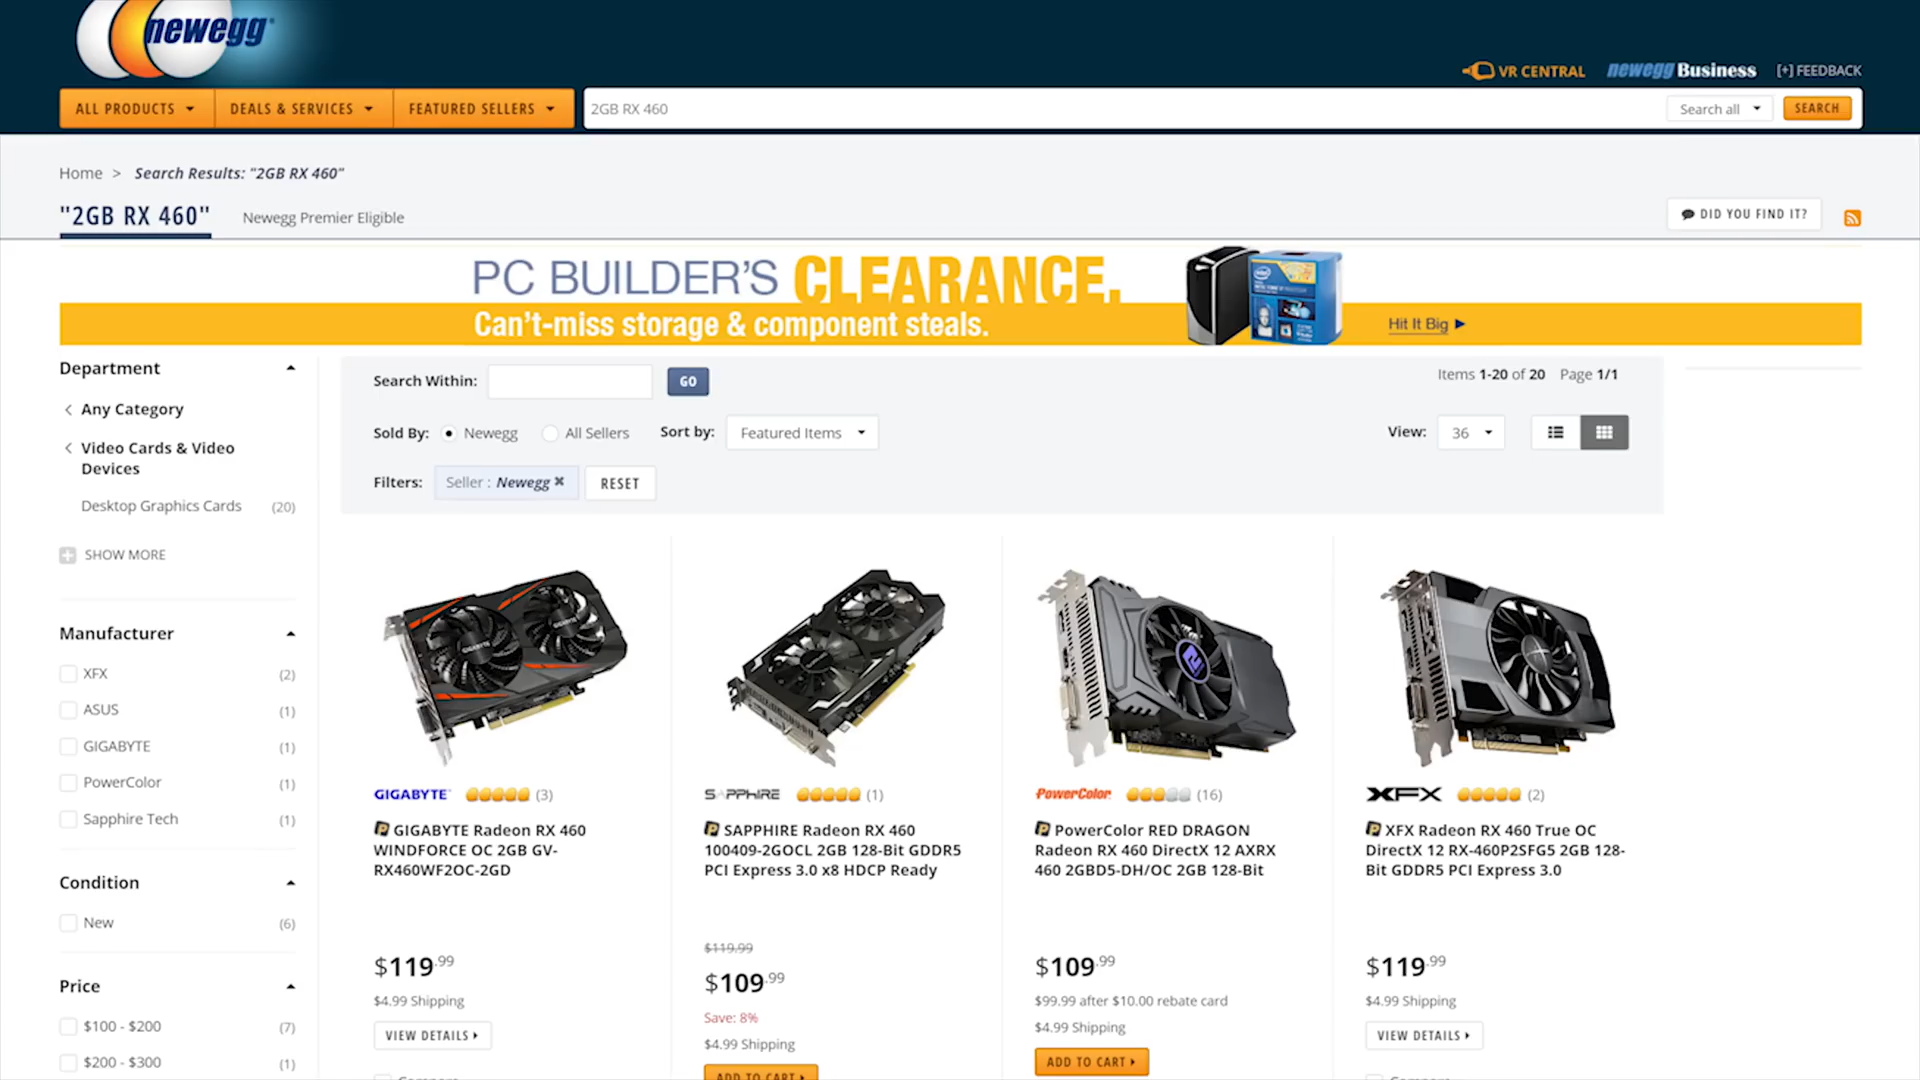 newegg
VR CENTRAL
newegg Business
[+] FEEDBACK
ALL PRODUCTS
DEALS & SERVICES
FEATURED SELLERS
2GB RX 460
Search all
SEARCH
Home > Search Results: "2GB RX 460"
"2GB RX 460"
Newegg Premier Eligible
DID YOU FIND IT?
PC BUILDER'S CLEARANCE.
Can't-miss storage & component steals.
Hit It Big
Department
Any Category
Video Cards & Video
Devices
Desktop Graphics Cards (20)
SHOW MORE
Manufacturer
XFX (2)
ASUS (1)
GIGABYTE (1)
PowerColor (1)
Sapphire Tech (1)
Condition
New (6)
Price
$100 - $200 (7)
$200 - $300 (1)
Search Within:
GO
Items 1-20 of 20 Page 1/1
Sold By: Newegg All Sellers
Sort by: Featured Items
View: 36
Filters: Seller : Newegg
RESET
GIGABYTE (3)
GIGABYTE Radeon RX 460
WINDFORCE OC 2GB GV-
RX460WF2OC-2GD
$119.99
$4.99 Shipping
VIEW DETAILS
SAPPHIRE (1)
SAPPHIRE Radeon RX 460
100409-2GOCL 2GB 128-Bit GDDR5
PCI Express 3.0 x8 HDCP Ready
$119.99
$109.99
Save: 8%
$4.99 Shipping
ADD TO CART
PowerColor (16)
PowerColor RED DRAGON
Radeon RX 460 DirectX 12 AXRX
460 2GBD5-DH/OC 2GB 128-Bit
$109.99
$99.99 after $10.00 rebate card
$4.99 Shipping
ADD TO CART
XFX (2)
XFX Radeon RX 460 True OC
DirectX 12 RX-460P2SFG5 2GB 128-
Bit GDDR5 PCI Express 3.0
$119.99
$4.99 Shipping
VIEW DETAILS